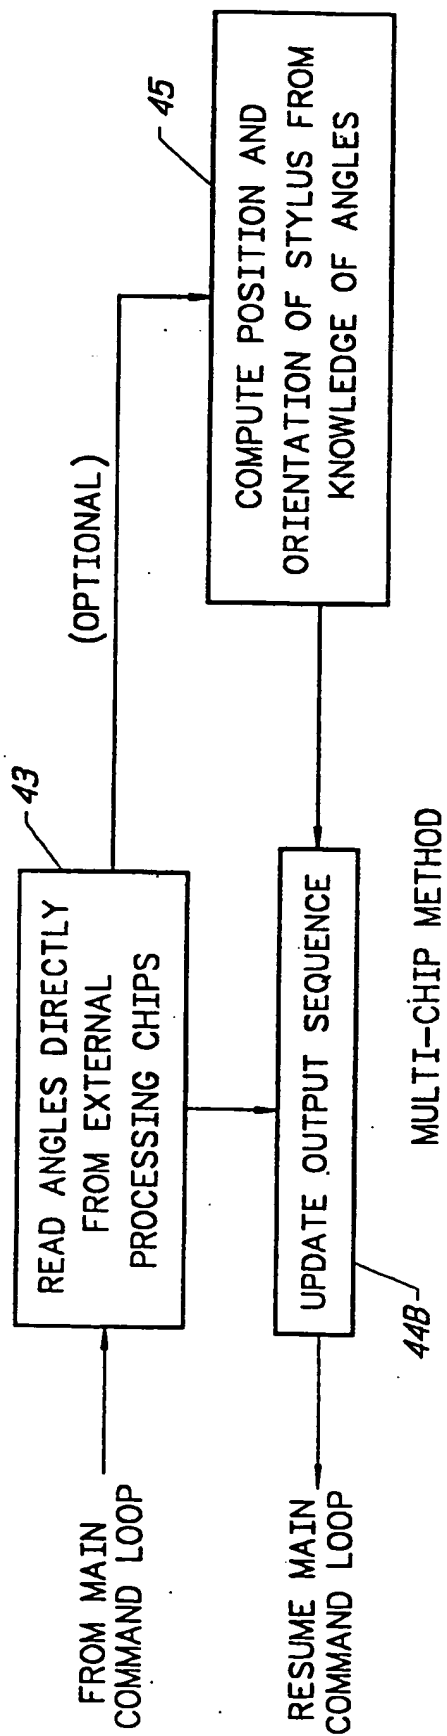 FROM MAIN
COMMAND LOOP
READ ANGLES DIRECTLY
FROM EXTERNAL
PROCESSING CHIPS
43
(OPTIONAL)
45
COMPUTE POSITION AND
ORIENTATION OF STYLUS FROM
KNOWLEDGE OF ANGLES
UPDATE OUTPUT SEQUENCE
44B
RESUME MAIN
COMMAND LOOP
MULTI-CHIP METHOD